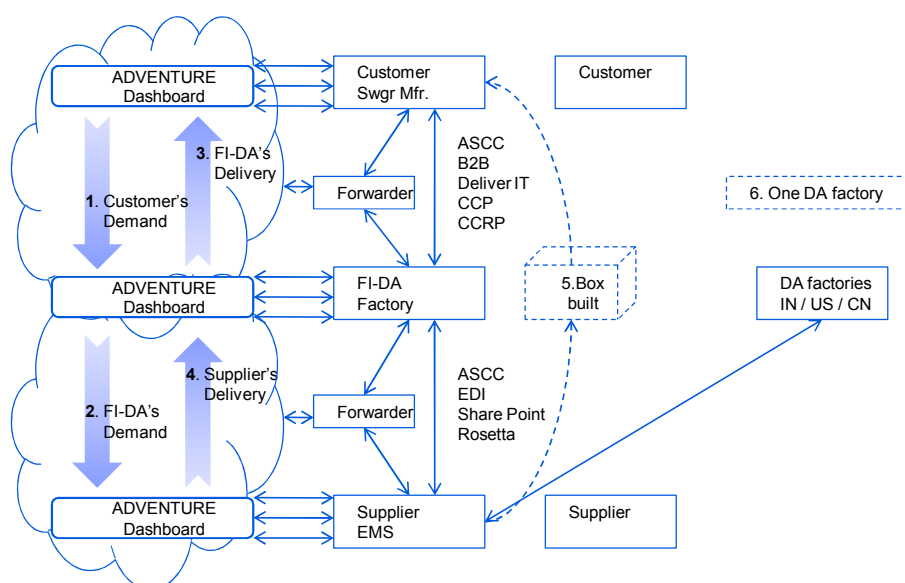 ADVENTURE
Dashboard
Customer
Swgr Mfr.
Customer
3. FI-DA's
Delivery
1. Customer's
Demand
Forwarder
ASCC
B2B
Deliver IT
CCP
CCRP
6. One DA factory
ADVENTURE
Dashboard
FI-DA
Factory
5.Box
built
DA factories
IN / US / CN
4. Supplier's
Delivery
2. FI-DA's
Demand
Forwarder
ASCC
EDI
Share Point
Rosetta
ADVENTURE
Dashboard
Supplier
EMS
Supplier